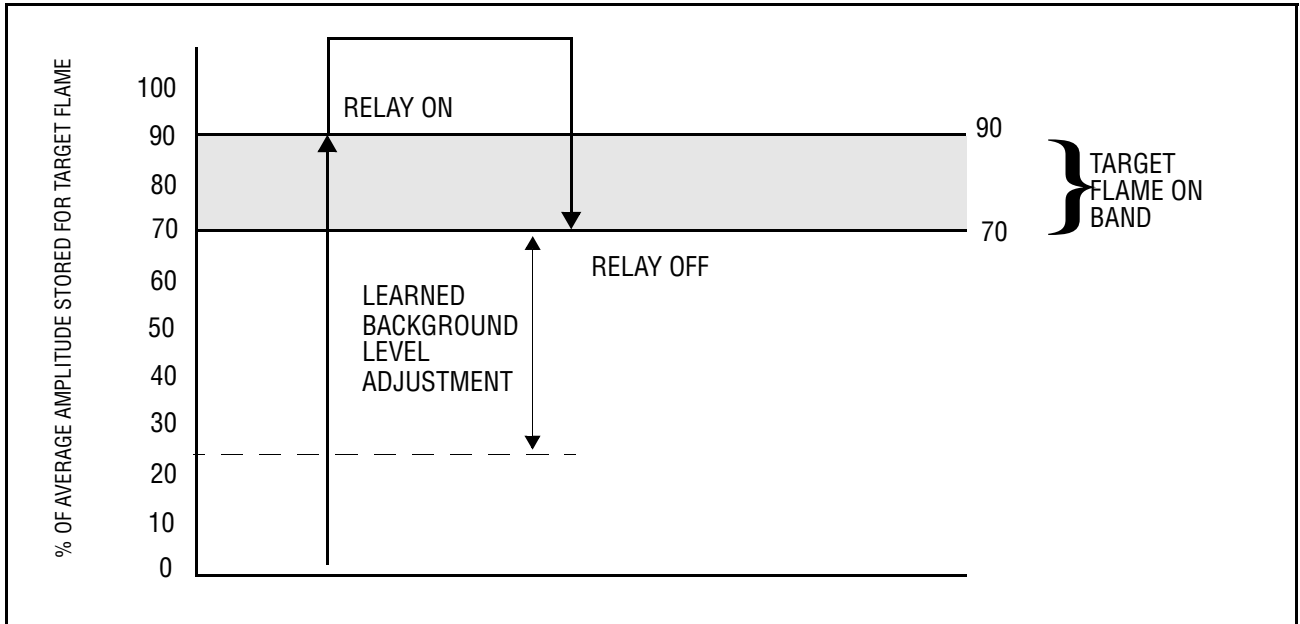 % OF AVERAGE AMPLITUDE STORED FOR TARGET FLAME
100
90
80
70
60
50
40
30
20
10
0
RELAY ON
RELAY OFF
LEARNED
BACKGROUND
LEVEL
ADJUSTMENT
90
70
TARGET
FLAME ON
BAND